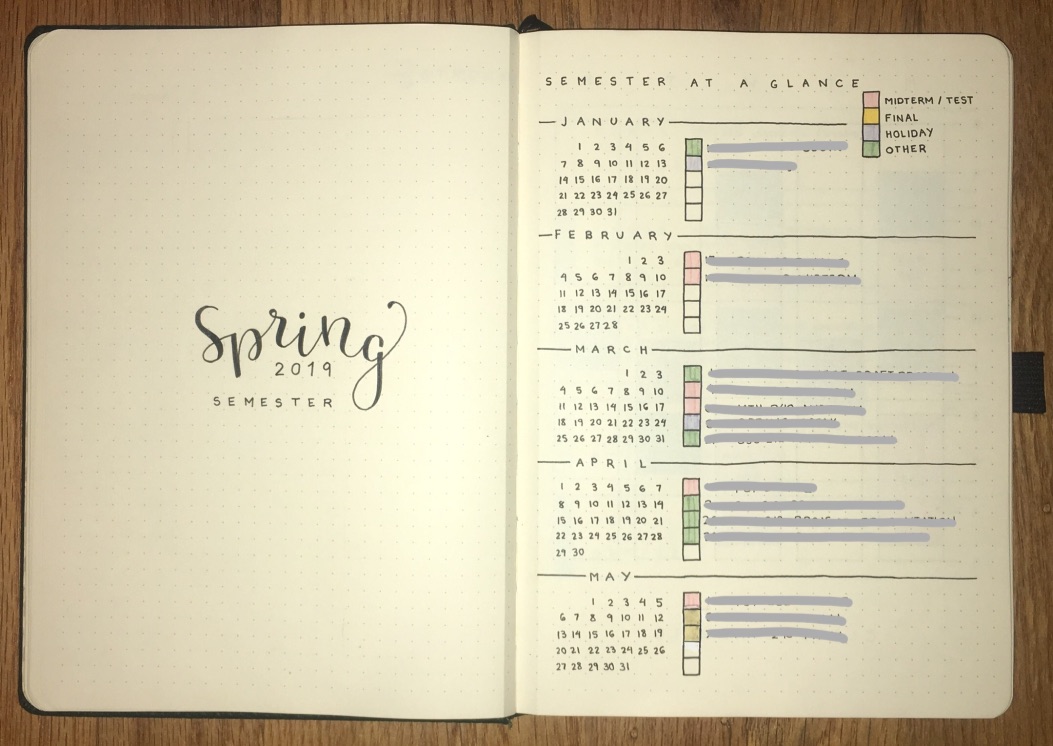 Spring
2019
SEMESTER
SEMESTER AT A GLANCE
MIDTERM / TEST
FINAL
HOLIDAY
OTHER
JANUARY
1 2 3 4 5 6
7 8 9 10 11 12 13
14 15 16 17 18 19 20
21 22 23 24 25 26 27
28 29 30 31
FEBRUARY
1 2 3
4 5 6 7 8 9 10
11 12 13 14 15 16 17
18 19 20 21 22 23 24
25 26 27 28
MARCH
1 2 3
4 5 6 7 8 9 10
11 12 13 14 15 16 17
18 19 20 21 22 23 24
25 26 27 28 29 30 31
APRIL
1 2 3 4 5 6 7
8 9 10 11 12 13 14
15 16 17 18 19 20 21
22 23 24 25 26 27 28
29 30
MAY
1 2 3 4 5
6 7 8 9 10 11 12
13 14 15 16 17 18 19
20 21 22 23 24 25 26
27 28 29 30 31